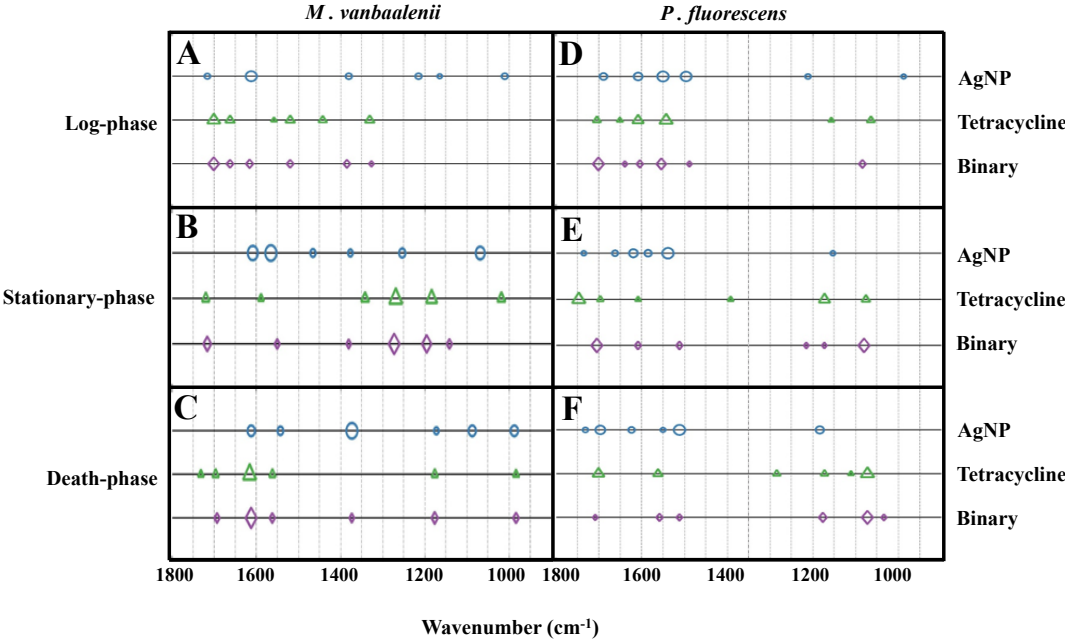 M . vanbaalenii P . fluorescens
A D AgNP
Log-phase Tetracycline
Binary
B E AgNP
Stationary-phase Tetracycline
Binary
C F AgNP
Death-phase Tetracycline
Binary
1800 1600 1400 1200 1000 1800 1600 1400 1200 1000
Wavenumber (cm-1)